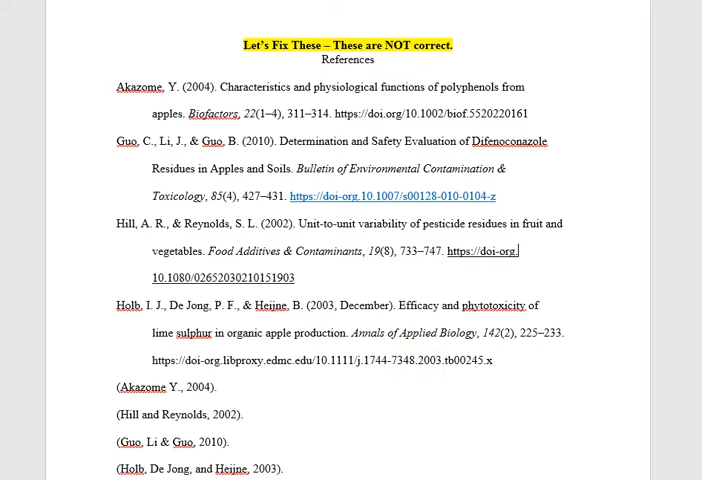 Let's Fix These – These are NOT correct.
References
Akazome, Y. (2004). Characteristics and physiological functions of polyphenols from
apples. Biofactors, 22(1–4), 311–314. https://doi.org/10.1002/biof.5520220161
Guo, C., Li, J., & Guo, B. (2010). Determination and Safety Evaluation of Difenoconazole
Residues in Apples and Soils. Bulletin of Environmental Contamination &
Toxicology, 85(4), 427–431. https://doi-org.10.1007/s00128-010-0104-z
Hill, A. R., & Reynolds, S. L. (2002). Unit-to-unit variability of pesticide residues in fruit and
vegetables. Food Additives & Contaminants, 19(8), 733–747. https://doi-org.
10.1080/02652030210151903
Holb, I. J., De Jong, P. F., & Heijne, B. (2003, December). Efficacy and phytotoxicity of
lime sulphur in organic apple production. Annals of Applied Biology, 142(2), 225–233.
https://doi-org.libproxy.edmc.edu/10.1111/j.1744-7348.2003.tb00245.x
(Akazome Y., 2004).
(Hill and Reynolds, 2002).
(Guo, Li & Guo, 2010).
(Holb, De Jong, and Heijne, 2003).